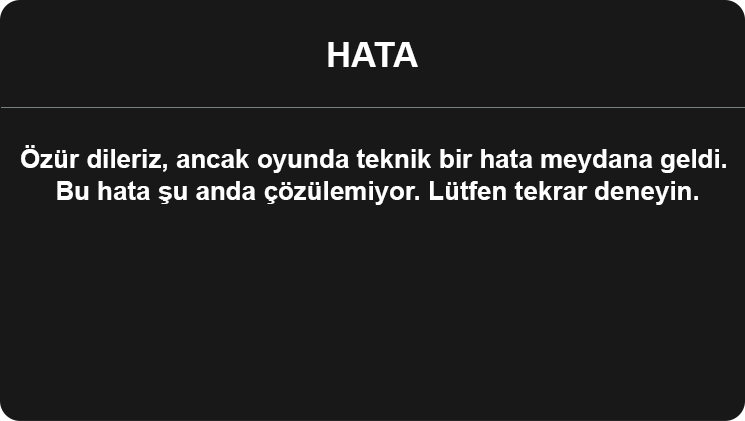 HATA
Özür dileriz, ancak oyunda teknik bir hata meydana geldi.
Bu hata şu anda çözülemiyor. Lütfen tekrar deneyin.